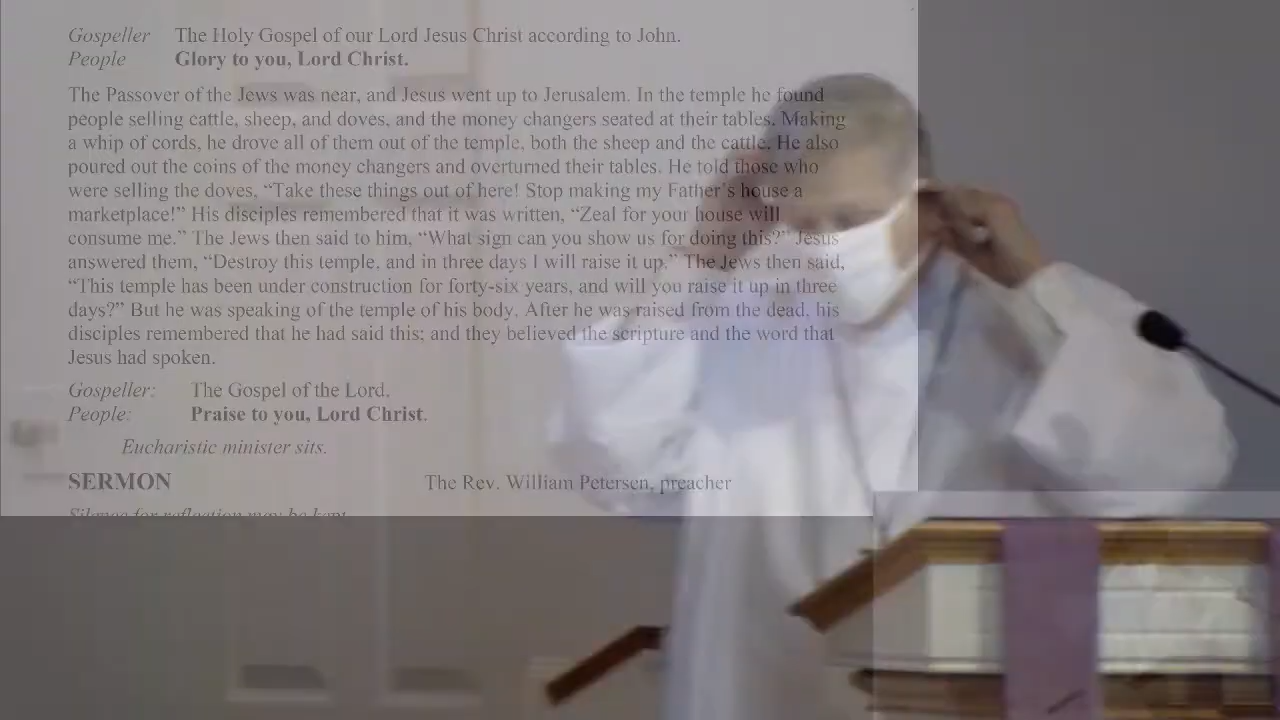 Gospeller The Holy Gospel of our Lord Jesus Christ according to John.
People Glory to you, Lord Christ.
The Passover of the Jews was near, and Jesus went up to Jerusalem. In the temple he found
people selling cattle, sheep, and doves, and the money changers seated at their tables. Making
a whip of cords, he drove all of them out of the temple, both the sheep and the cattle. He also
poured out the coins of the money changers and overturned their tables. He told those who
were selling the doves, “Take these things out of here! Stop making my Father’s house a
marketplace!” His disciples remembered that it was written, “Zeal for your house will
consume me.” The Jews then said to him, “What sign can you show us for doing this?” Jesus
answered them, “Destroy this temple, and in three days I will raise it up.” The Jews then said,
“This temple has been under construction for forty-six years, and will you raise it up in three
days?” But he was speaking of the temple of his body. After he was raised from the dead, his
disciples remembered that he had said this; and they believed the scripture and the word that
Jesus had spoken.
Gospeller: The Gospel of the Lord.
People: Praise to you, Lord Christ.
Eucharistic minister sits.
SERMON The Rev. William Petersen, preacher
Silence for reflection may be kept